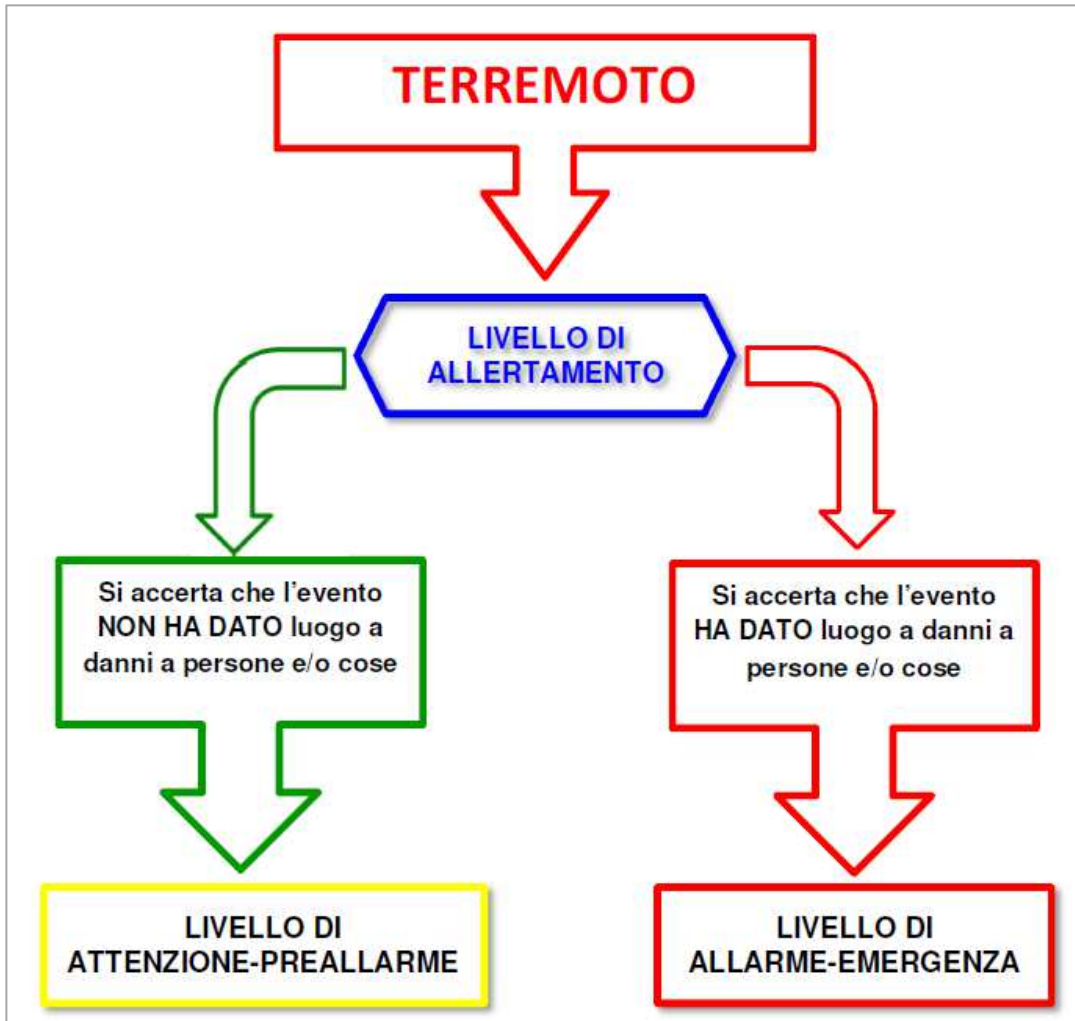 TERREMOTO
LIVELLO DI
ALLERTAMENTO
Si accerta che l'evento
NON HA DATO luogo a
danni a persone e/o cose
Si accerta che l'evento
HA DATO luogo a danni a
persone e/o cose
LIVELLO DI
ATTENZIONE-PREALLARME
LIVELLO DI
ALLARME-EMERGENZA